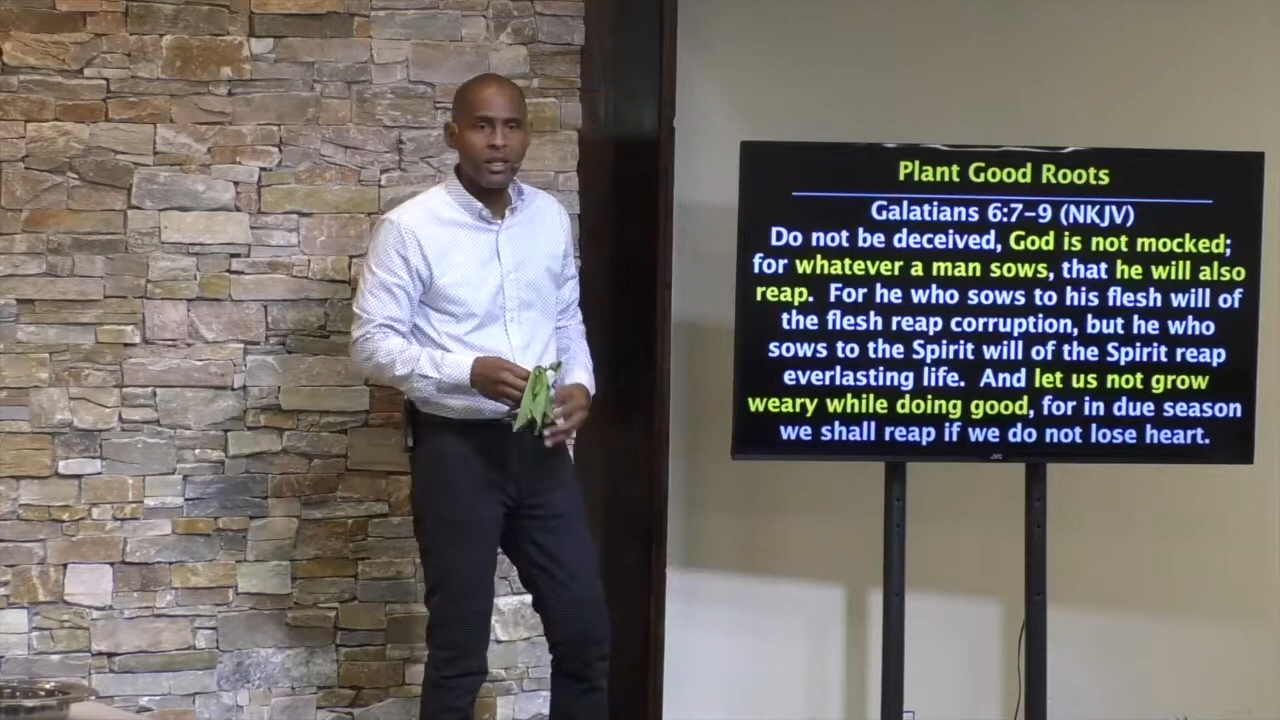 Plant Good Roots
Galatians 6:7-9 (NKJV)
Do not be deceived, God is not mocked;
for whatever a man sows, that he will also
reap.  For he who sows to his flesh will of
the flesh reap corruption, but he who
sows to the Spirit will of the Spirit reap
everlasting life.  And let us not grow
weary while doing good, for in due season
we shall reap if we do not lose heart.
JVC